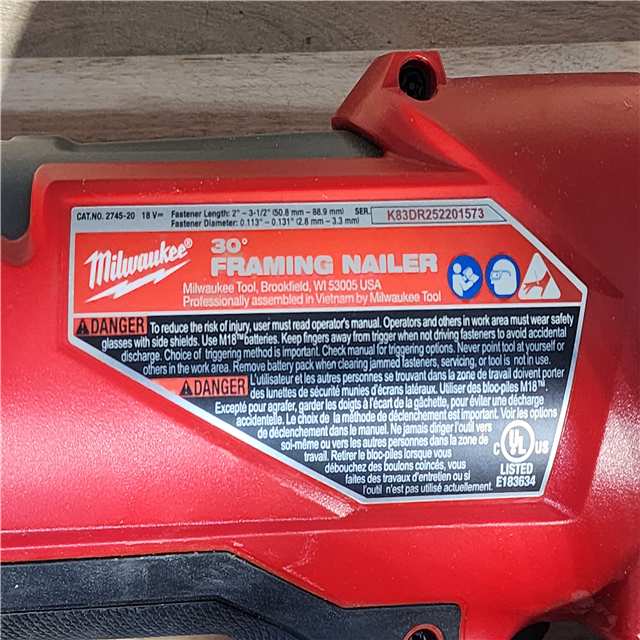 CAT.NO. 2745-20 18 V⎓ Fastener Length: 2" – 3-1/2" (50.8 mm – 88.9 mm) SER. K83DR252201573
Fastener Diameter: 0.113" – 0.131" (2.8 mm – 3.3 mm)
Milwaukee®
30°
FRAMING NAILER
Milwaukee Tool, Brookfield, WI 53005 USA
Professionally assembled in Vietnam by Milwaukee Tool
DANGER To reduce the risk of injury, user must read operator's manual. Operators and others in work area must wear safety
glasses with side shields. Use M18™ batteries. Keep fingers away from trigger when not driving fasteners to avoid accidental
discharge. Choice of triggering method is important. Check manual for triggering options. Never point tool at yourself or
others in the work area. Remove battery pack when clearing jammed fasteners, servicing, or tool is not in use.
DANGER L'utilisateur et les autres personnes se trouvant dans la zone de travail doivent porter
des lunettes de sécurité munies d'écrans latéraux. Utiliser des bloc-piles M18™.
Excepté pour agrafer, garder les doigts à l'écart de la gâchette, pour éviter une décharge
accidentelle. Le choix de la méthode de déclenchement est important. Voir les options
de déclenchement dans le manuel. Ne jamais diriger l'outil vers
soi-même ou vers les autres personnes dans la zone de
travail. Retirer le bloc-piles lorsque vous
débouchez des boulons coincés, vous
faites des travaux d'entretien ou si
l'outil n'est pas utilisé actuellement.
C UL US
LISTED
E183634